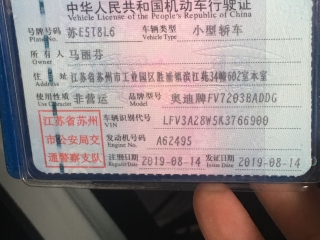 中华人民共和国机动车行驶证
Vehicle License of the People's Republic of China
号牌号码 苏E5T8L6 车辆类型 小型轿车
Plate No. Vehicle Type
所有人 马丽芬
Owner
住址 江苏省苏州市工业园区胜浦镇滨江苑34幢602室本室
Address
使用性质 非营运 品牌型号 奥迪牌FV7203BADDG
Use Character Model
江苏省苏州
市公安局交
通警察支队
车辆识别代号 LFV3A28W5K3766900
VIN
发动机号码 A62495
Engine No.
注册日期 2019-08-14 发证日期 2019-08-14
Register Date Issue Date